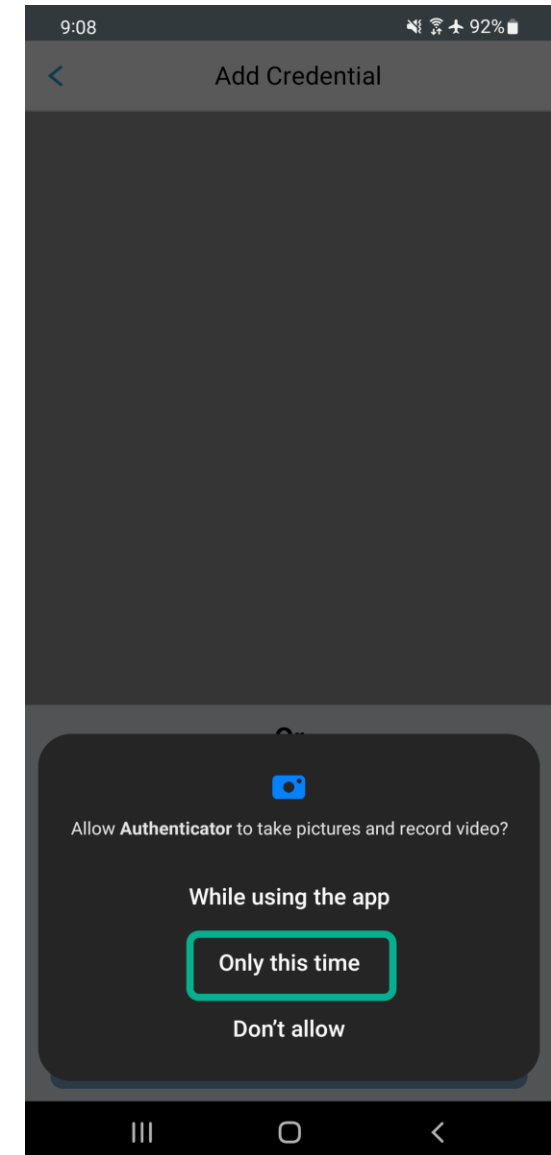 9:08 92%
Add Credential
Allow Authenticator to take pictures and record video?
While using the app
Only this time
Don't allow